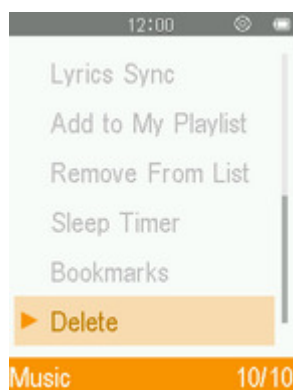 12:00
Lyrics Sync
Add to My Playlist
Remove From List
Sleep Timer
Bookmarks
Delete
Music 10/10